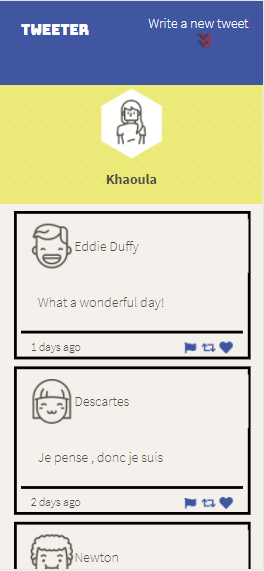 TWEETER
Write a new tweet
Khaoula
Eddie Duffy
What a wonderful day!
1 days ago
Descartes
Je pense , donc je suis
2 days ago
Newton